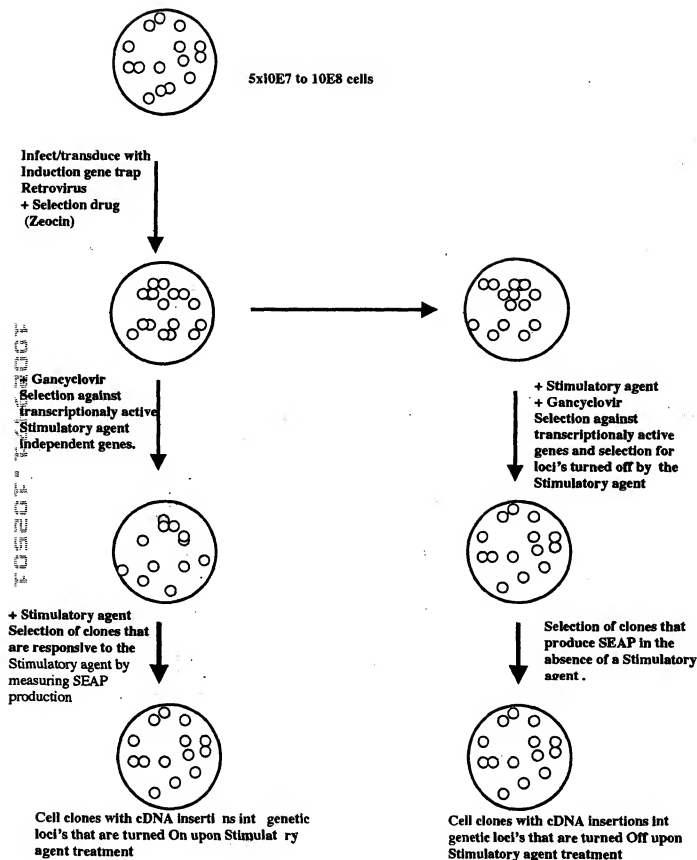 5x10E7 to 10E8 cells
Infect/transduce with
Induction gene trap
Retrovirus
+ Selection drug
(Zeocin)
+ Gancyclovir
Selection against
transcriptionaly active
Stimulatory agent
independent genes.
+ Stimulatory agent
+ Gancyclovir
Selection against
transcriptionaly active
genes and selection for
loci's turned off by the
Stimulatory agent
+ Stimulatory agent
Selection of clones that
are responsive to the
Stimulatory agent by
measuring SEAP
production
Selection of clones that
produce SEAP in the
absence of a Stimulatory
agent .
Cell clones with cDNA inserti ns int genetic
loci's that are turned On upon Stimulat ry
agent treatment
Cell clones with cDNA insertions int
genetic loci's that are turned Off upon
Stimulatory agent treatment